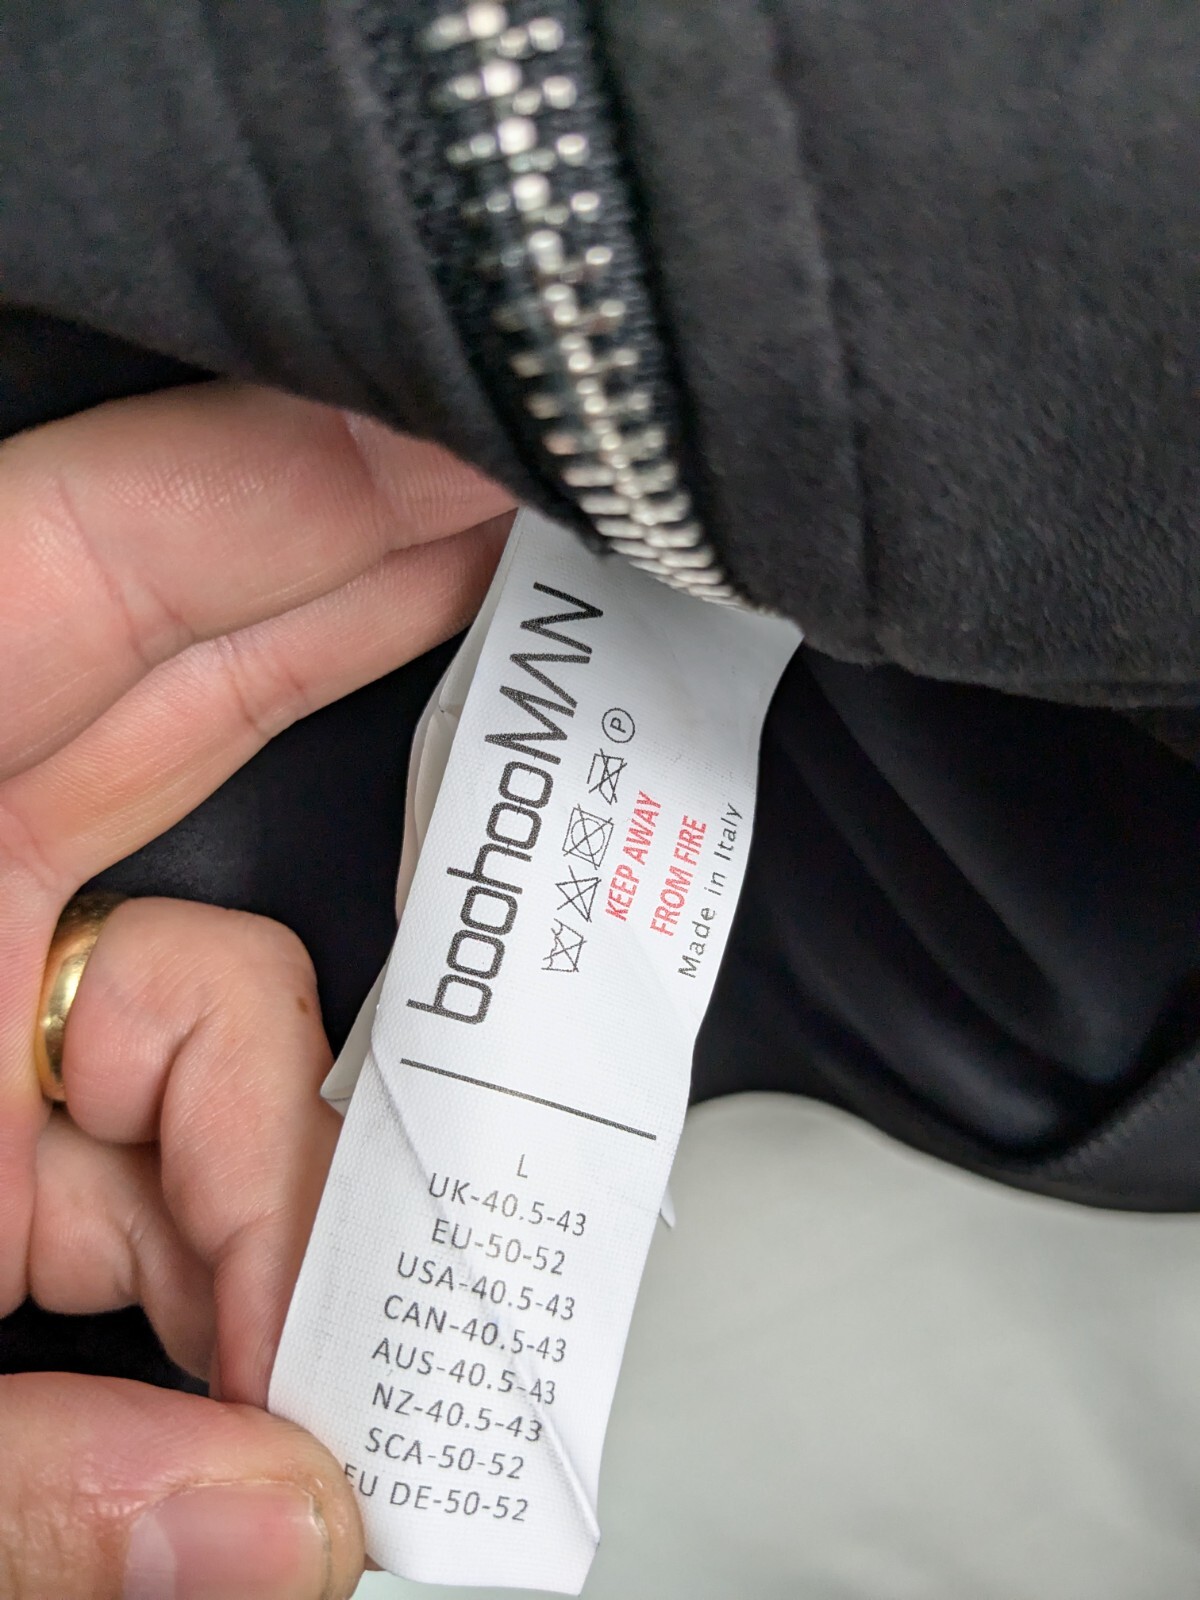 boohooMAN
P
KEEP AWAY
FROM FIRE
Made in Italy
L
UK-40.5-43
EU-50-52
USA-40.5-43
CAN-40.5-43
AUS-40.5-43
NZ-40.5-43
SCA-50-52
EU DE-50-52